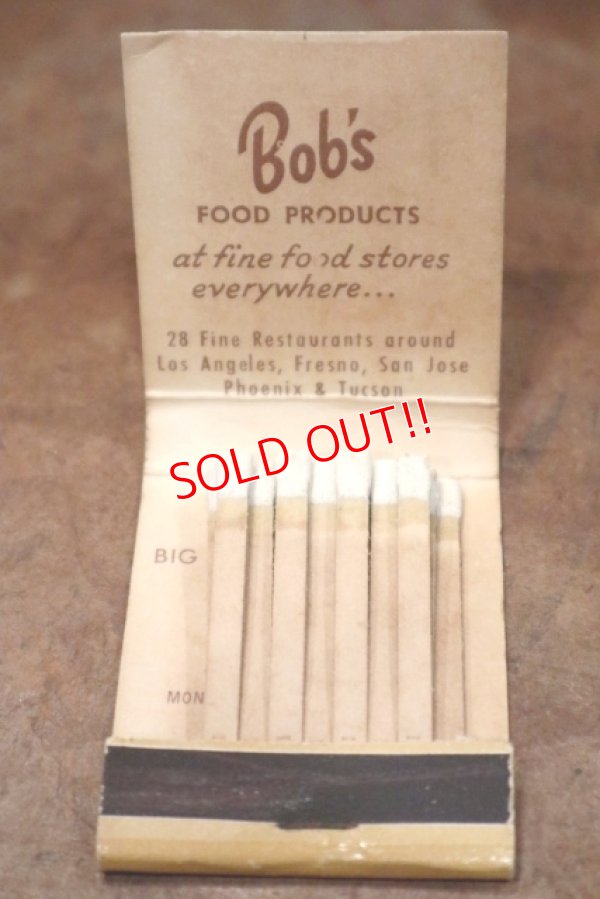 Bob's
FOOD PRODUCTS
at fine food stores
everywhere...
28 Fine Restaurants around
Los Angeles, Fresno, San Jose
Phoenix & Tucson
SOLD OUT!!
BIG
MON